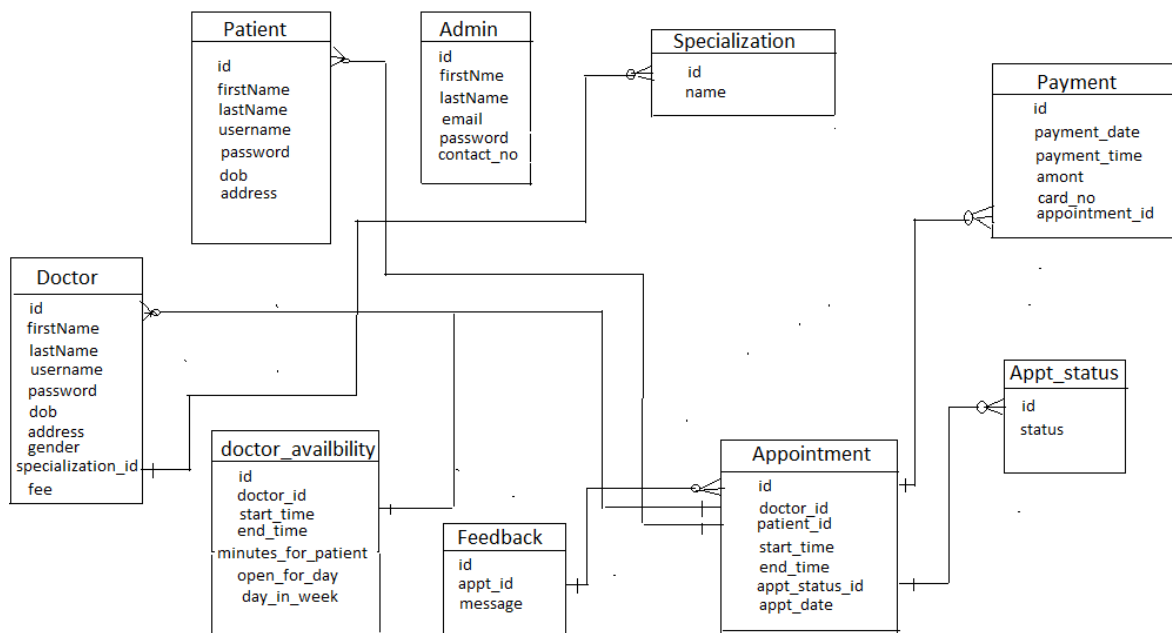 Patient
id
firstName
lastName
username
password
dob
address
Admin
id
firstNme
lastName
email
password
contact_no
Specialization
id
name
Payment
id
payment_date
payment_time
amont
card_no
appointment_id
Doctor
id
firstName
lastName
username
password
dob
address
gender
specialization_id
fee
doctor_availbility
id
doctor_id
start_time
end_time
minutes_for_patient
open_for_day
day_in_week
Feedback
id
appt_id
message
Appointment
id
doctor_id
patient_id
start_time
end_time
appt_status_id
appt_date
Appt_status
id
status